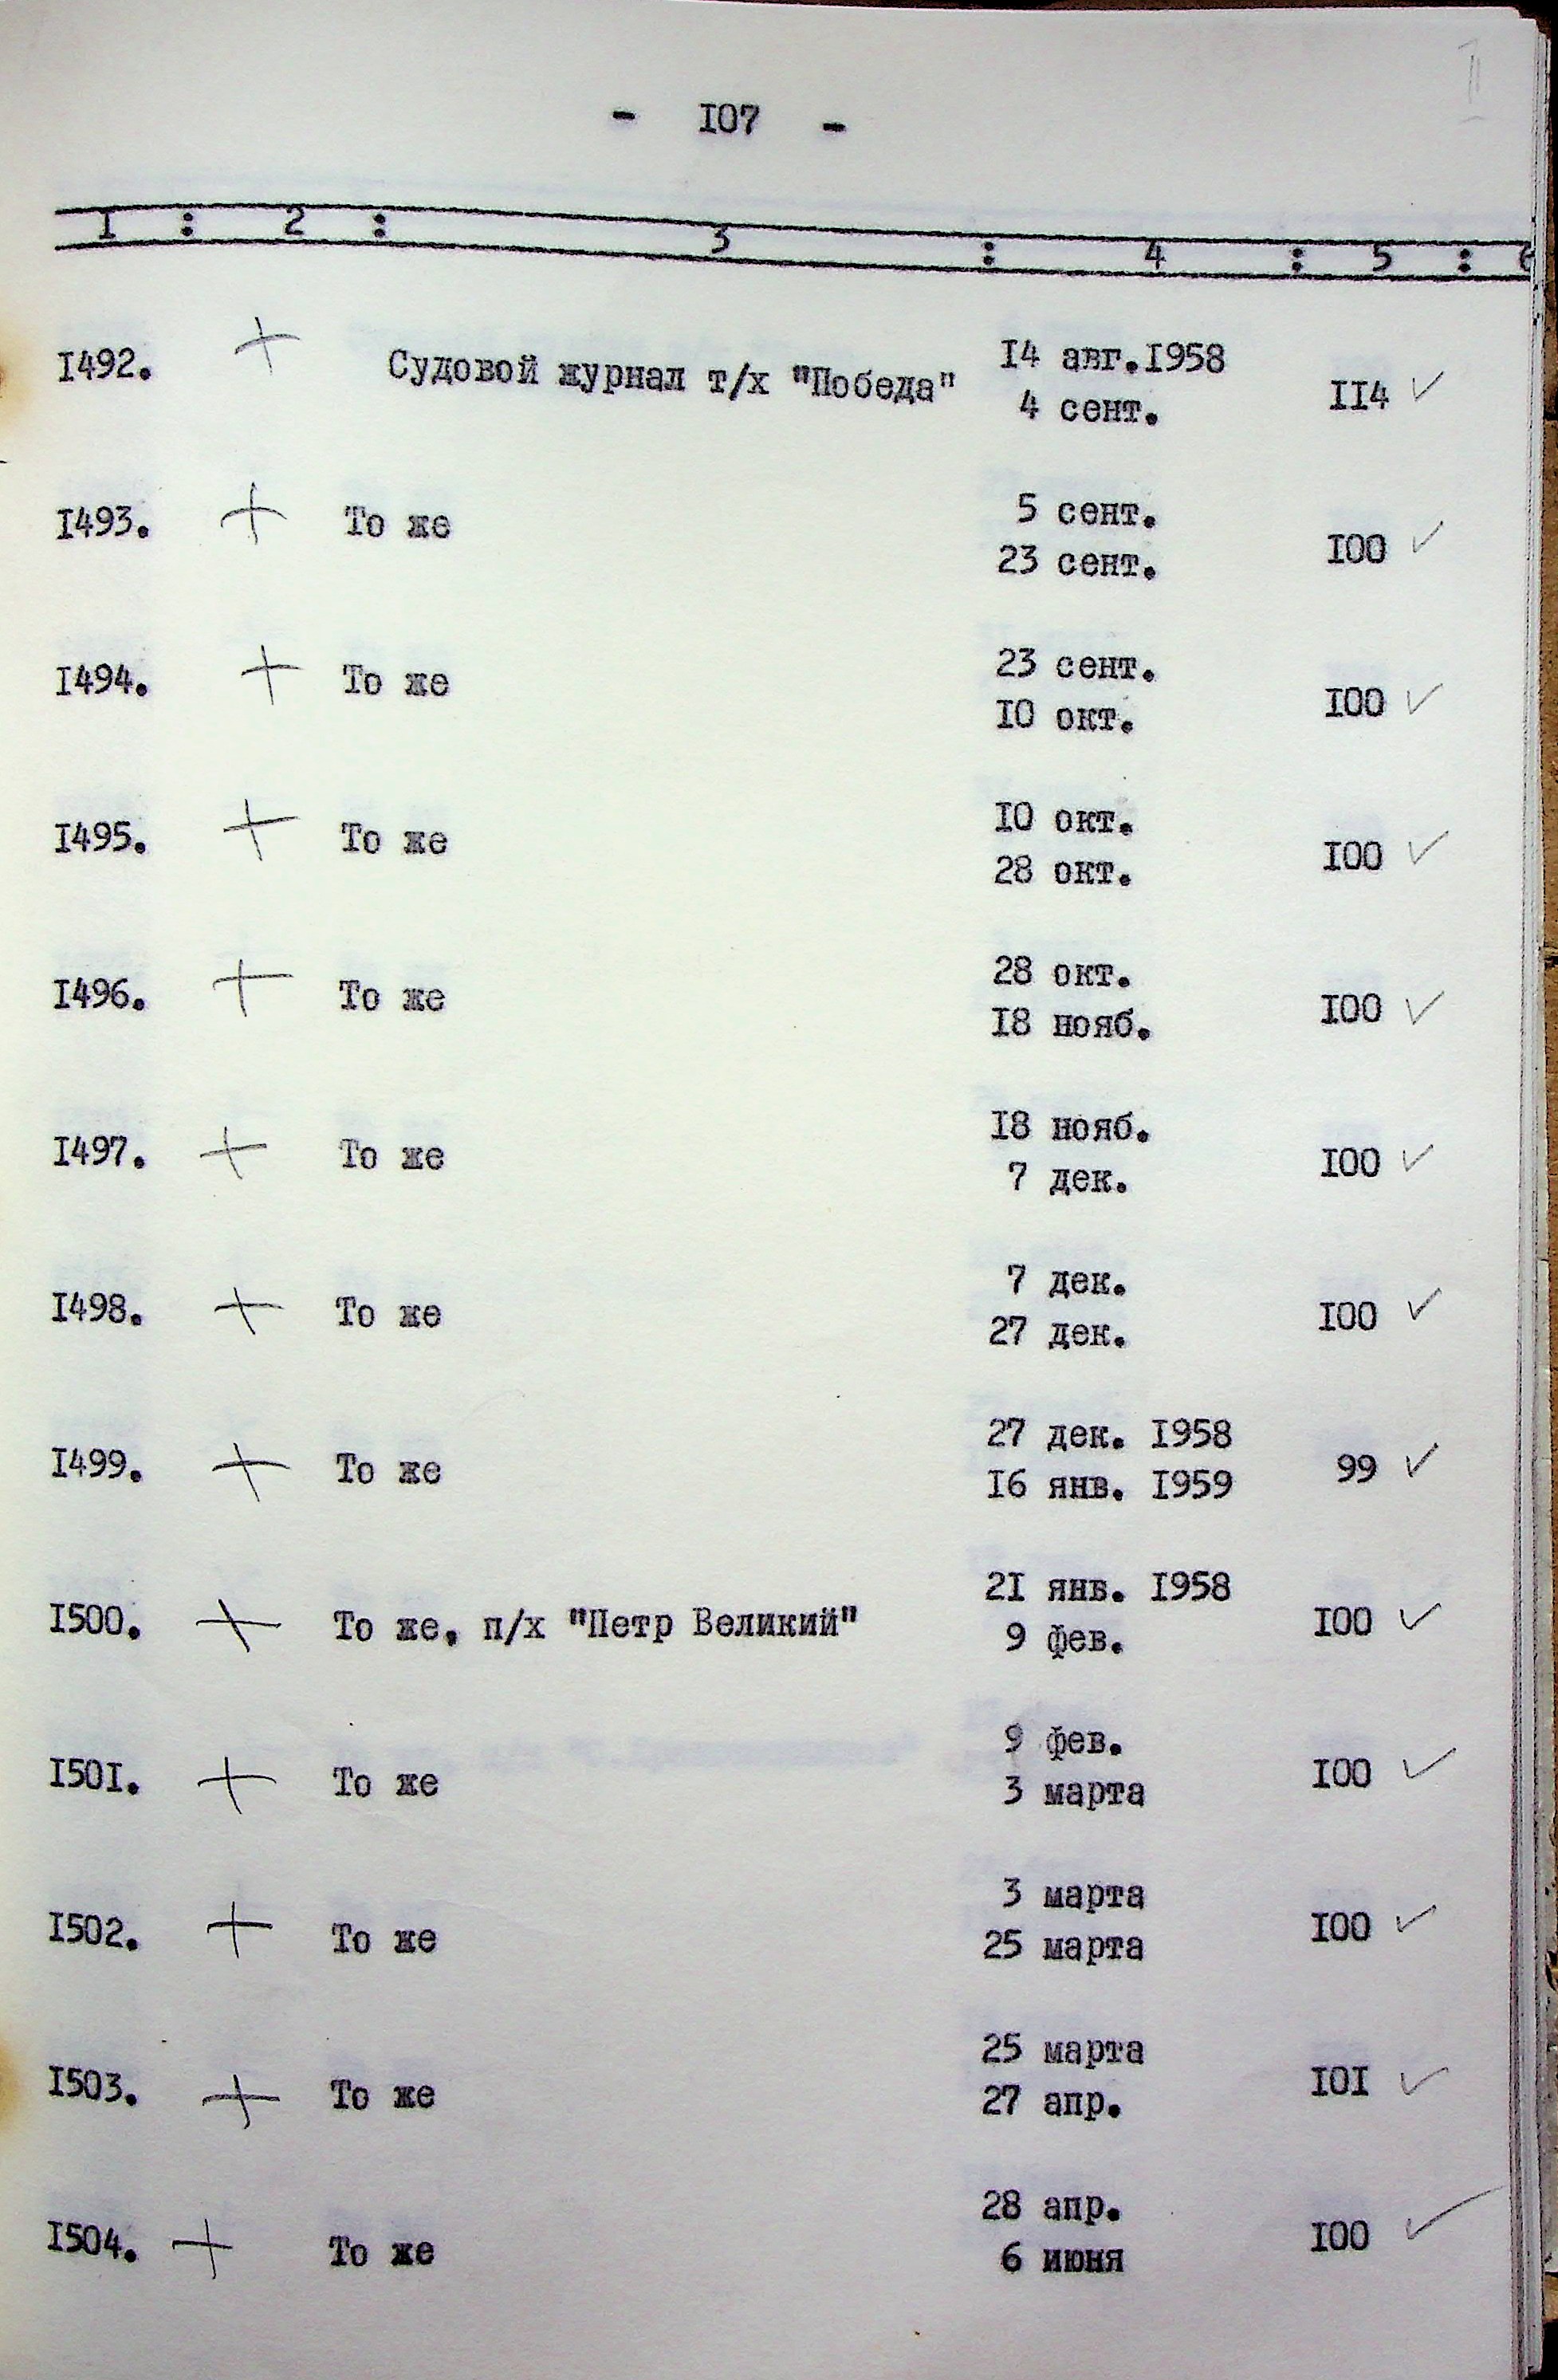 - 107 -
1 : 2 : 3 : 4 : 5 : 6
1492. + Судовой журнал т/х "Победа" 14 авг.1958
4 сент. 114 ✓
1493. + То же 5 сент.
23 сент. 100 ✓
1494. + То же 23 сент.
10 окт. 100 ✓
1495. + То же 10 окт.
28 окт. 100 ✓
1496. + То же 28 окт.
18 нояб. 100 ✓
1497. + То же 18 нояб.
7 дек. 100 ✓
1498. + То же 7 дек.
27 дек. 100 ✓
1499. + То же 27 дек. 1958
16 янв. 1959 99 ✓
1500. + То же, п/х "Петр Великий" 21 янв. 1958
9 фев. 100 ✓
1501. + То же 9 фев.
3 марта 100 ✓
1502. + То же 3 марта
25 марта 100 ✓
1503. + То же 25 марта
27 апр. 101 ✓
1504. + То же 28 апр.
6 июня 100 ✓